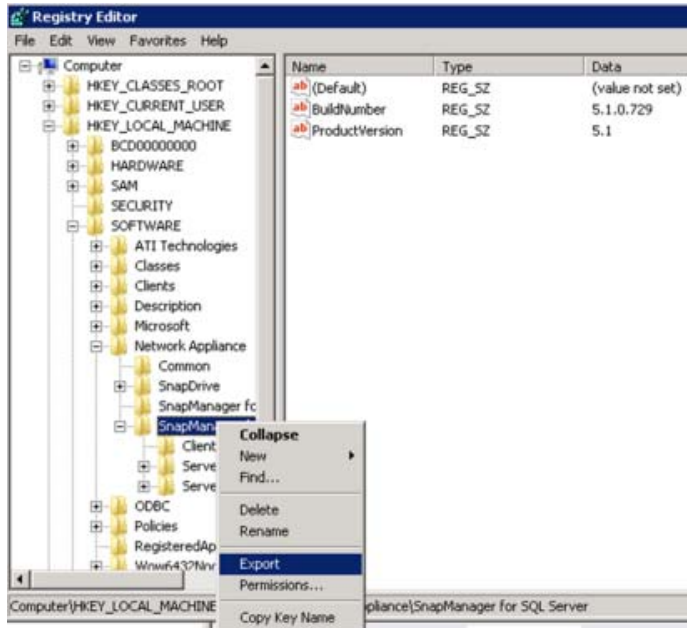 Registry Editor
File Edit View Favorites Help
Computer
HKEY_CLASSES_ROOT
HKEY_CURRENT_USER
HKEY_LOCAL_MACHINE
BCD00000000
HARDWARE
SAM
SECURITY
SOFTWARE
ATI Technologies
Classes
Clients
Description
Microsoft
Network Appliance
Common
SnapDrive
SnapManager fo
SnapMan
Client
Serve
Serve
ODBC
Policies
RegisteredAp
Wow6432Nor
Name Type Data
(Default) REG_SZ (value not set)
BuildNumber REG_SZ 5.1.0.729
ProductVersion REG_SZ 5.1
Collapse
New
Find...
Delete
Rename
Export
Permissions...
Copy Key Name
Computer\HKEY_LOCAL_MACHINE pliance\SnapManager for SQL Server